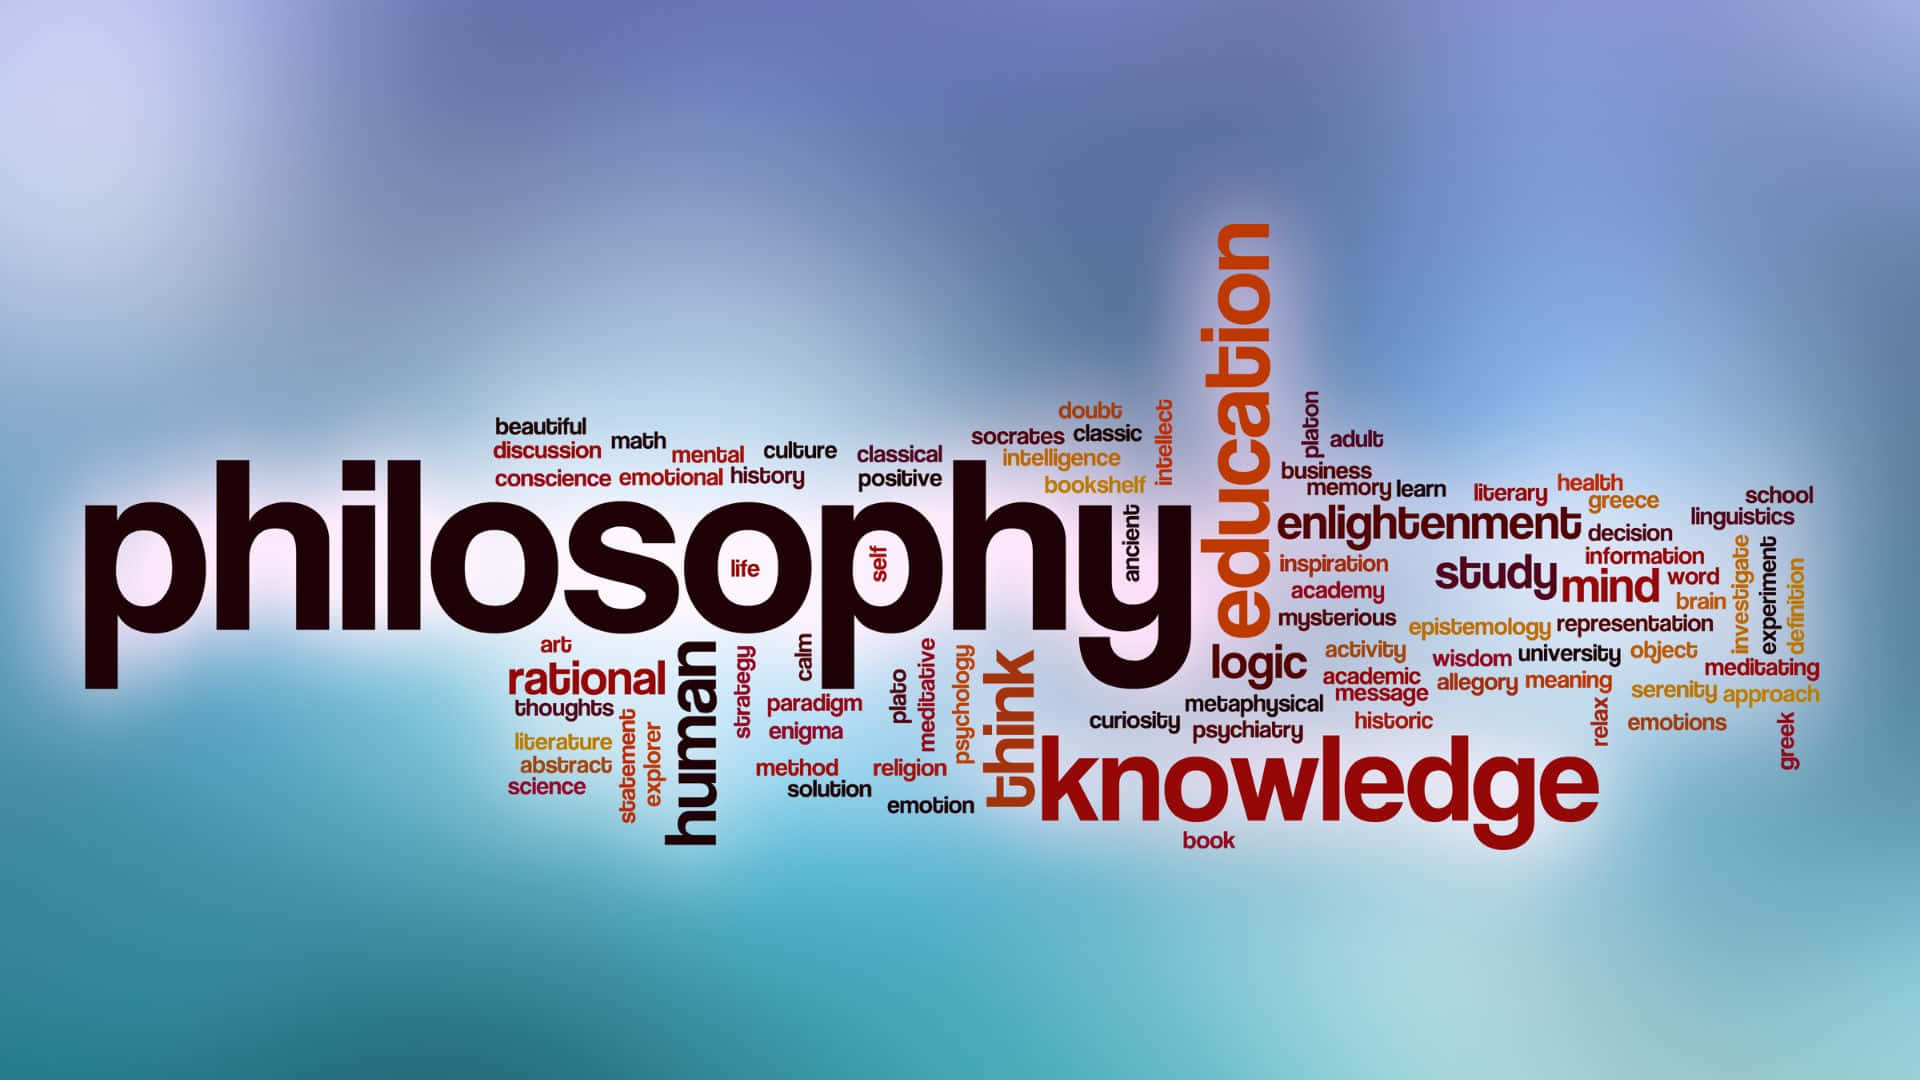 education
doubt
intellect
platon
beautiful
socrates
classic
adult
discussion
math
mental
culture
classical
intelligence
business
conscience
emotional
history
positive
bookshelf
memory
learn
literary
health
greece
school
philosophy
life
self
ancient
enlightenment
decision
linguistics
inspiration
study
information
mind
word
investigate
experiment
definition
academy
brain
mysterious
epistemology
representation
art
calm
logic
activity
wisdom
university
object
meditating
rational
human
strategy
paradigm
plato
meditative
psychology
think
academic
message
allegory
meaning
serenity
approach
thoughts
metaphysical
curiosity
psychiatry
historic
relax
emotions
greek
literature
statement
explorer
enigma
abstract
method
religion
knowledge
science
solution
emotion
book